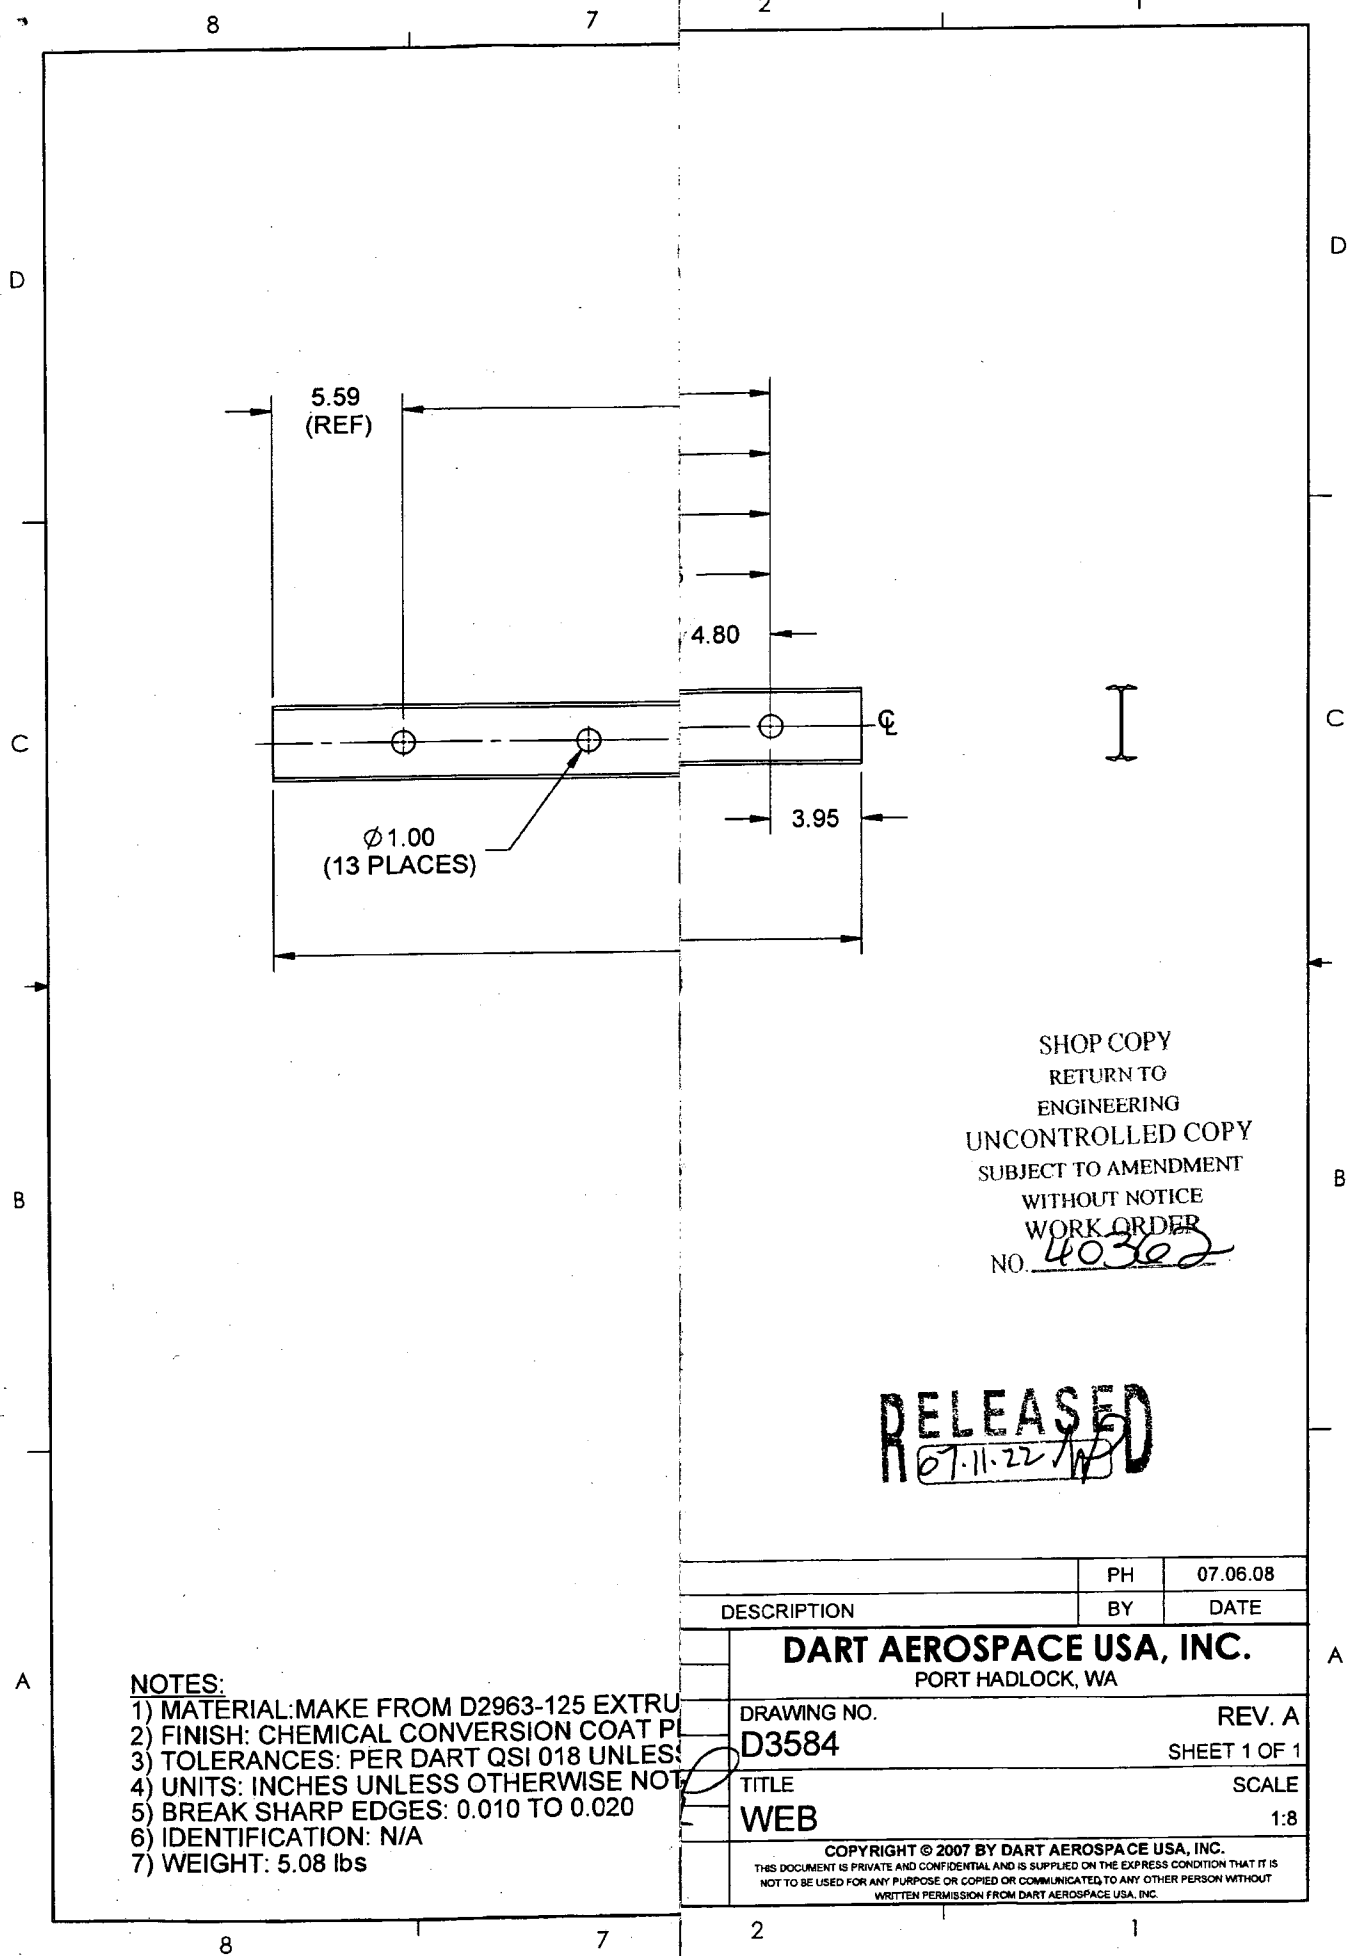 8 7 2
D D
5.59
(REF)
4.80
C ℄ C
3.95
Ø1.00
(13 PLACES)
SHOP COPY
RETURN TO
ENGINEERING
UNCONTROLLED COPY
SUBJECT TO AMENDMENT
WITHOUT NOTICE
WORK ORDER
NO. 40362
B B
RELEASED
07.11.22
PH 07.06.08
DESCRIPTION BY DATE
DART AEROSPACE USA, INC.
PORT HADLOCK, WA
A A
DRAWING NO. REV. A
D3584 SHEET 1 OF 1
TITLE SCALE
WEB 1:8
COPYRIGHT © 2007 BY DART AEROSPACE USA, INC.
THIS DOCUMENT IS PRIVATE AND CONFIDENTIAL AND IS SUPPLIED ON THE EXPRESS CONDITION THAT IT IS
NOT TO BE USED FOR ANY PURPOSE OR COPIED OR COMMUNICATED TO ANY OTHER PERSON WITHOUT
WRITTEN PERMISSION FROM DART AEROSPACE USA, INC.
NOTES:
1) MATERIAL:MAKE FROM D2963-125 EXTRU
2) FINISH: CHEMICAL CONVERSION COAT
3) TOLERANCES: PER DART QSI 018 UNLESS
4) UNITS: INCHES UNLESS OTHERWISE NOT
5) BREAK SHARP EDGES: 0.010 TO 0.020
6) IDENTIFICATION: N/A
7) WEIGHT: 5.08 lbs
8 7 2 1